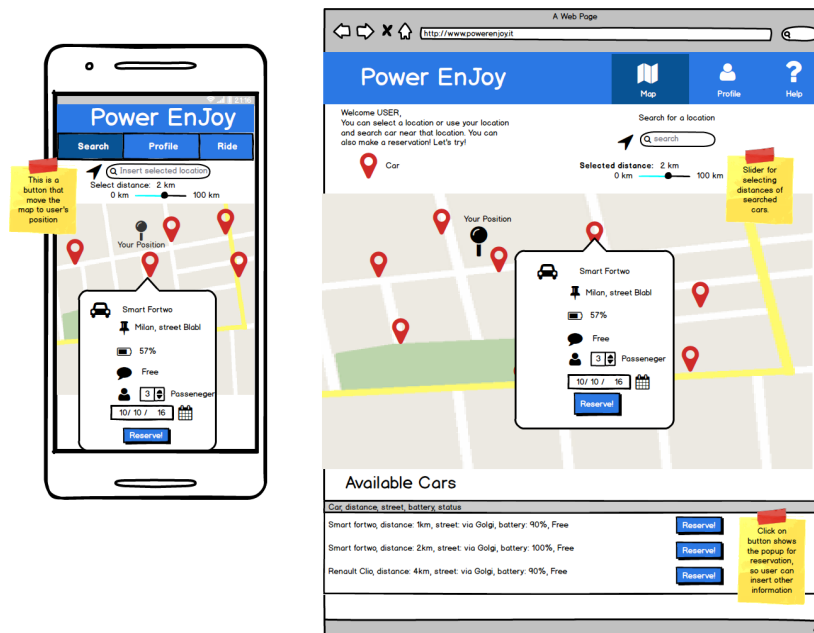 Power EnJoy
Search Profile Ride
Insert selected location
Select distance: 2 km
0 km 100 km
This is a
button that
move the
map to user's
position
Your Position
Smart Fortwo
Milan, street Blabl
57%
Free
3 Passeneger
10/ 10 / 16
Reserve!
A Web Page
http://www.powerenjoy.it
Power EnJoy
Map Profile Help
Welcome USER,
You can select a location or use your location
and search car near that location. You can
also make a reservation! Let's try!
Car
Search for a location
search
Selected distance: 2 km
0 km 100 km
Slider for
selecting
distances of
searched
cars.
Your Position
Smart Fortwo
Milan, street Blabl
57%
Free
3 Passeneger
10/ 10 / 16
Reserve!
Available Cars
Car, distance, street, battery, status
Smart fortwo, distance: 1km, street: via Golgi, battery: 90%, Free Reserve!
Smart fortwo, distance: 2km, street: via Golgi, battery: 100%, Free Reserve!
Renault Clio, distance: 4km, street: via Golgi, battery: 90%, Free Reserve!
Click on
button shows
the popup for
reservation,
so user can
insert other
information